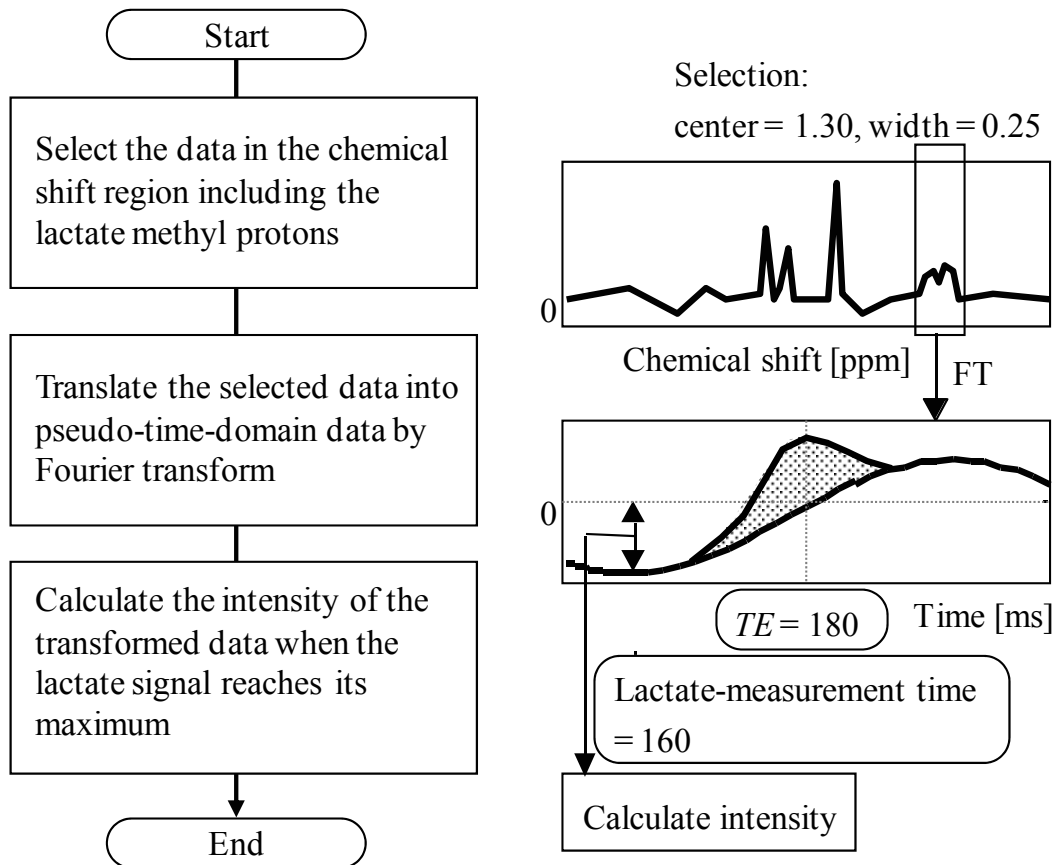 Start
Select the data in the chemical
shift region including the
lactate methyl protons
Translate the selected data into
pseudo-time-domain data by
Fourier transform
Calculate the intensity of the
transformed data when the
lactate signal reaches its
maximum
End
Selection:
center = 1.30, width = 0.25
0
Chemical shift [ppm]
FT
0
TE = 180
Time [ms]
Lactate-measurement time
= 160
Calculate intensity